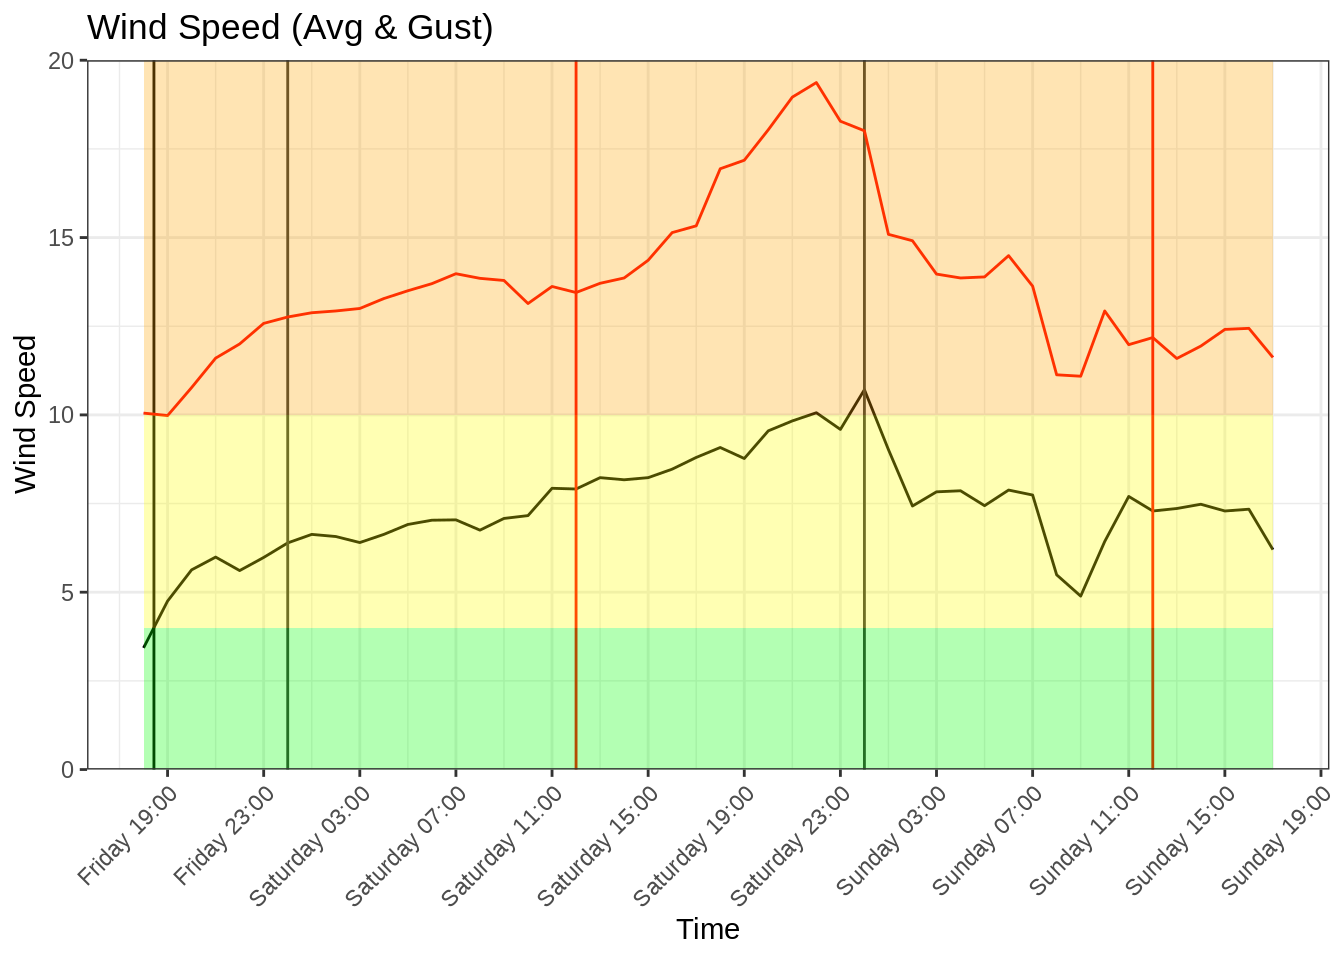 Wind Speed (Avg & Gust)
20
15
10
5
0
Wind Speed
Friday 19:00
Friday 23:00
Saturday 03:00
Saturday 07:00
Saturday 11:00
Saturday 15:00
Saturday 19:00
Saturday 23:00
Sunday 03:00
Sunday 07:00
Sunday 11:00
Sunday 15:00
Sunday 19:00
Time